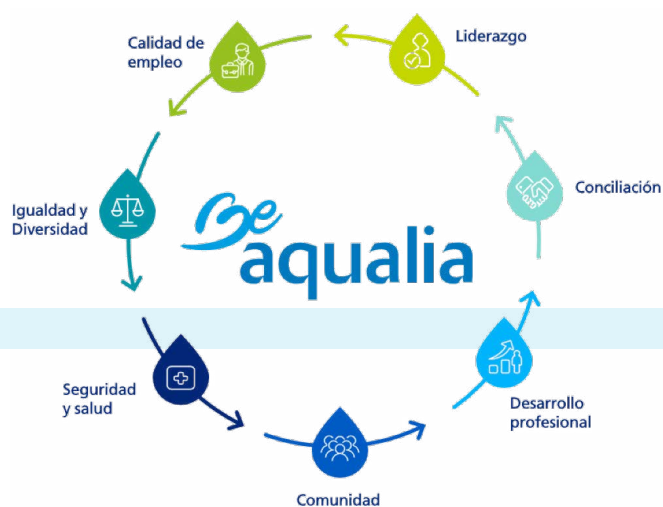 Calidad de
empleo
Liderazgo
Igualdad y
Diversidad
Be
aqualia
Conciliación
Seguridad
y salud
Desarrollo
profesional
Comunidad